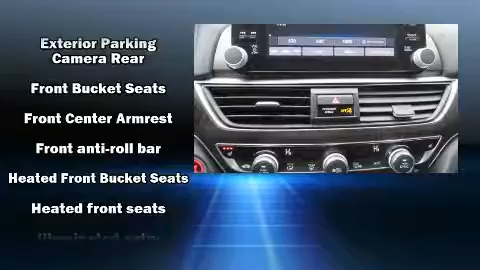 Exterior Parking
Camera Rear
Front Bucket Seats
Front Center Armrest
Front anti-roll bar
Heated Front Bucket Seats
Heated front seats